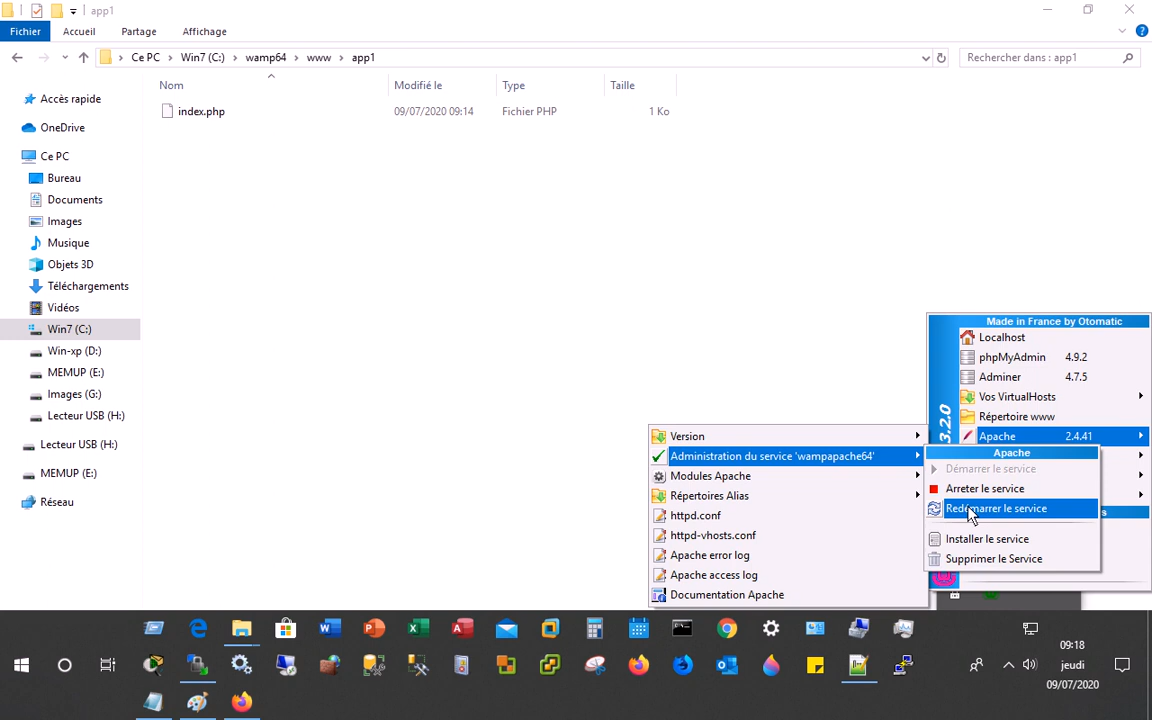 app1
Fichier
Accueil
Partage
Affichage
Ce PC
Win7 (C:)
wamp64
www
app1
Rechercher dans : app1
Nom
Modifié le
Type
Taille
index.php
09/07/2020 09:14
Fichier PHP
1 Ko
Accès rapide
OneDrive
Ce PC
Bureau
Documents
Images
Musique
Objets 3D
Téléchargements
Vidéos
Win7 (C:)
Win-xp (D:)
MEMUP (E:)
Images (G:)
Lecteur USB (H:)
Lecteur USB (H:)
MEMUP (E:)
Réseau
Made in France by Otomatic
Localhost
phpMyAdmin 4.9.2
Adminer 4.7.5
Vos VirtualHosts
Répertoire www
Apache 2.4.41
3.2.0
Version
Administration du service 'wampapache64'
Modules Apache
Répertoires Alias
httpd.conf
httpd-vhosts.conf
Apache error log
Apache access log
Documentation Apache
Apache
Démarrer le service
Arreter le service
Redémarrer le service
Installer le service
Supprimer le Service
09:18
jeudi
09/07/2020